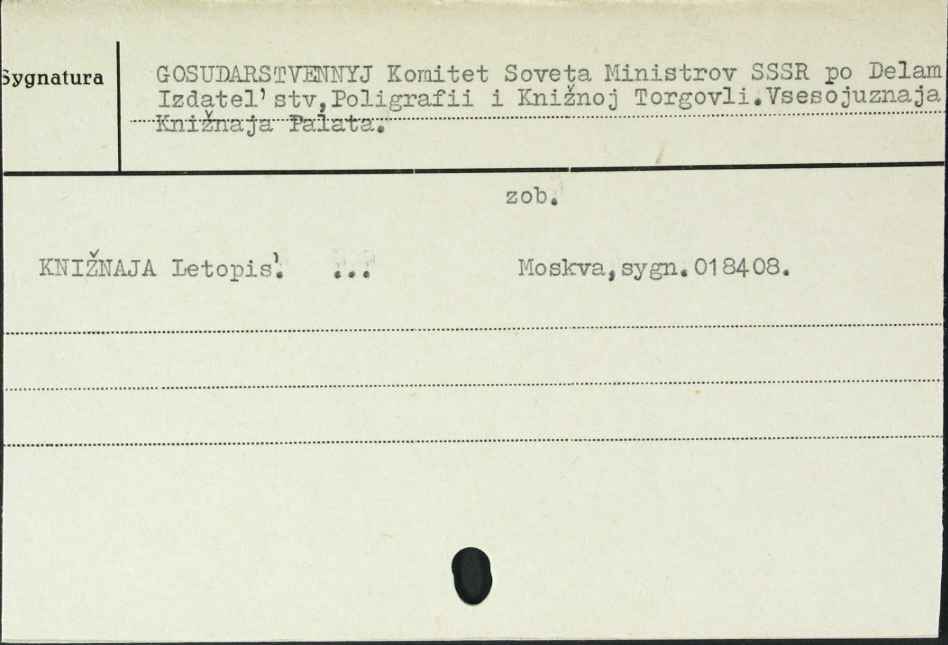 Sygnatura
GOSUDARSTVENNYJ Komitet Soveta Ministrov SSSR po Delam
Izdatel'stv,Poligrafii i Knižnoj Torgovli.Vsesojuznaja
Knižnaja Palata.
zob.
KNIŽNAJA Letopis'. ... Moskva,sygn.018408.